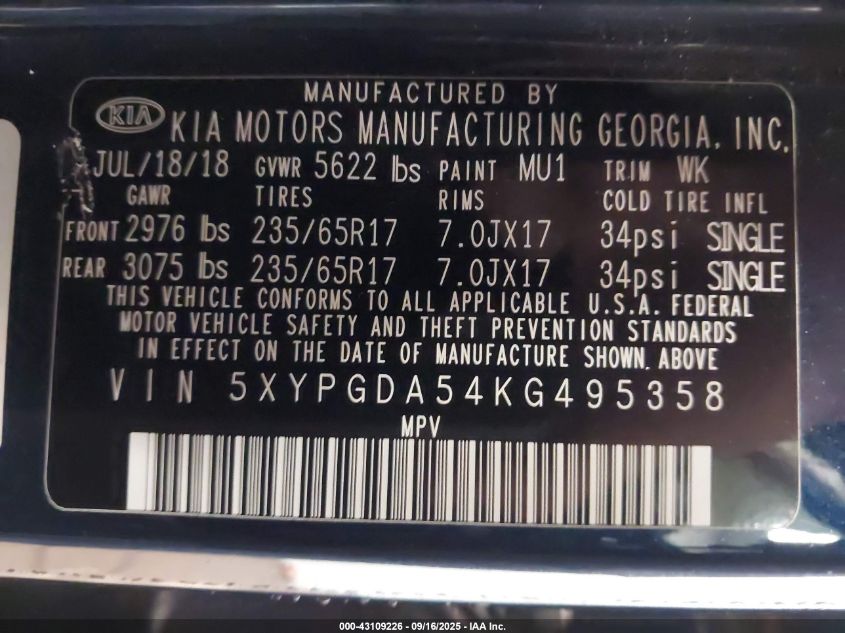 MANUFACTURED BY
KIA KIA MOTORS MANUFACTURING GEORGIA, INC.
JUL/18/18 GVWR 5622 lbs PAINT MU1 TRIM WK
GAWR TIRES RIMS COLD TIRE INFL
FRONT 2976 lbs 235/65R17 7.0JX17 34psi SINGLE
REAR 3075 lbs 235/65R17 7.0JX17 34psi SINGLE
THIS VEHICLE CONFORMS TO ALL APPLICABLE U.S.A. FEDERAL
MOTOR VEHICLE SAFETY AND THEFT PREVENTION STANDARDS
IN EFFECT ON THE DATE OF MANUFACTURE SHOWN. ABOVE
VIN 5XYPGDA54KG495358
MPV
000-43109226 - 09/16/2025 - IAA Inc.